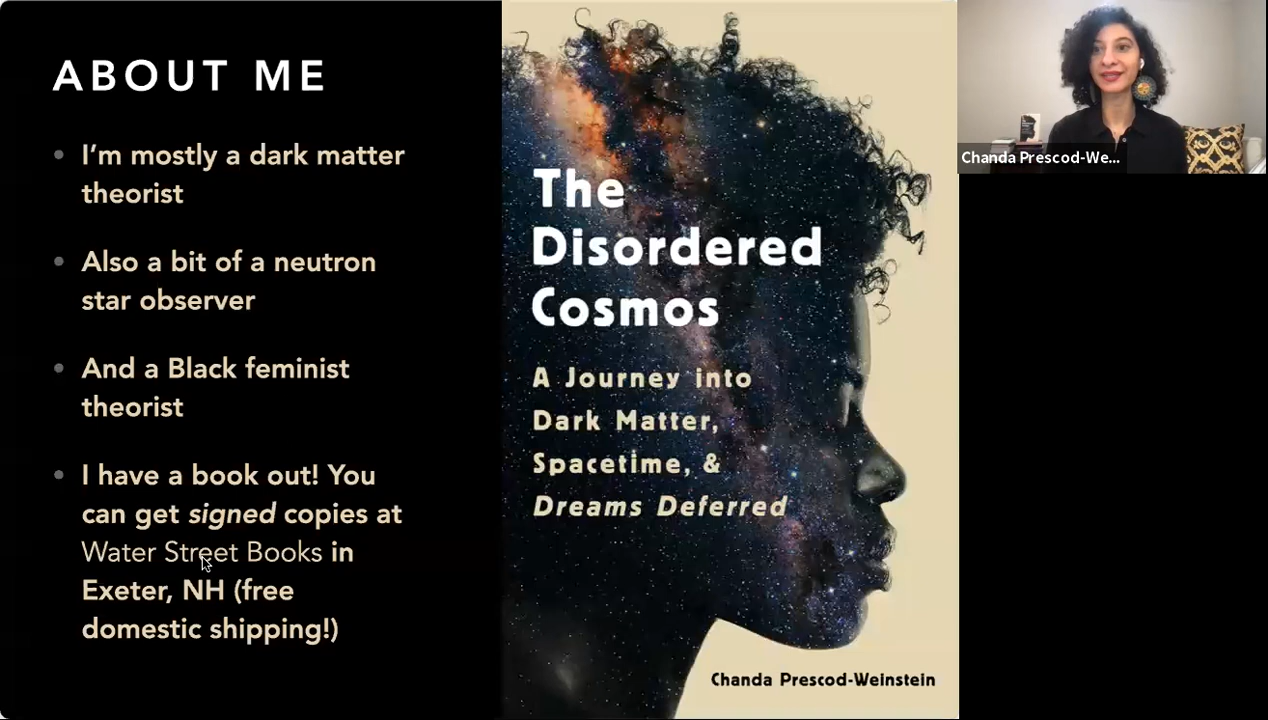 ABOUT ME
• I’m mostly a dark matter
theorist
• Also a bit of a neutron
star observer
• And a Black feminist
theorist
• I have a book out! You
can get signed copies at
Water Street Books in
Exeter, NH (free
domestic shipping!)
The
Disordered
Cosmos
A Journey into
Dark Matter,
Spacetime, &
Dreams Deferred
Chanda Prescod-Weinstein
Chanda Prescod-We...